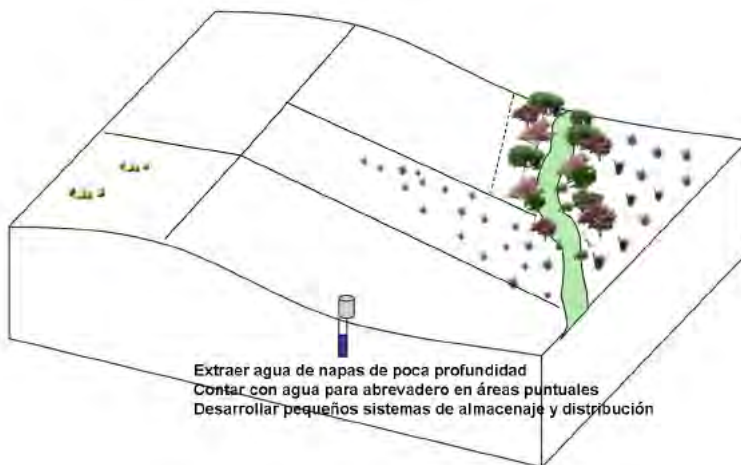 Extraer agua de napas de poca profundidad
Contar con agua para abrevadero en áreas puntuales
Desarrollar pequeños sistemas de almacenaje y distribución